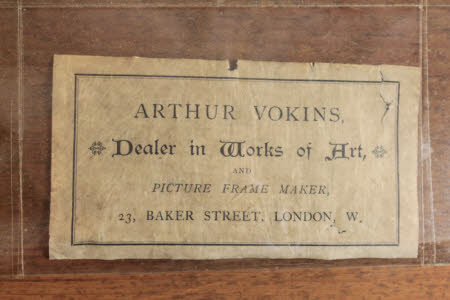 ARTHUR VOKINS,
Dealer in Works of Art,
AND
PICTURE FRAME MAKER,
23, BAKER STREET, LONDON, W.